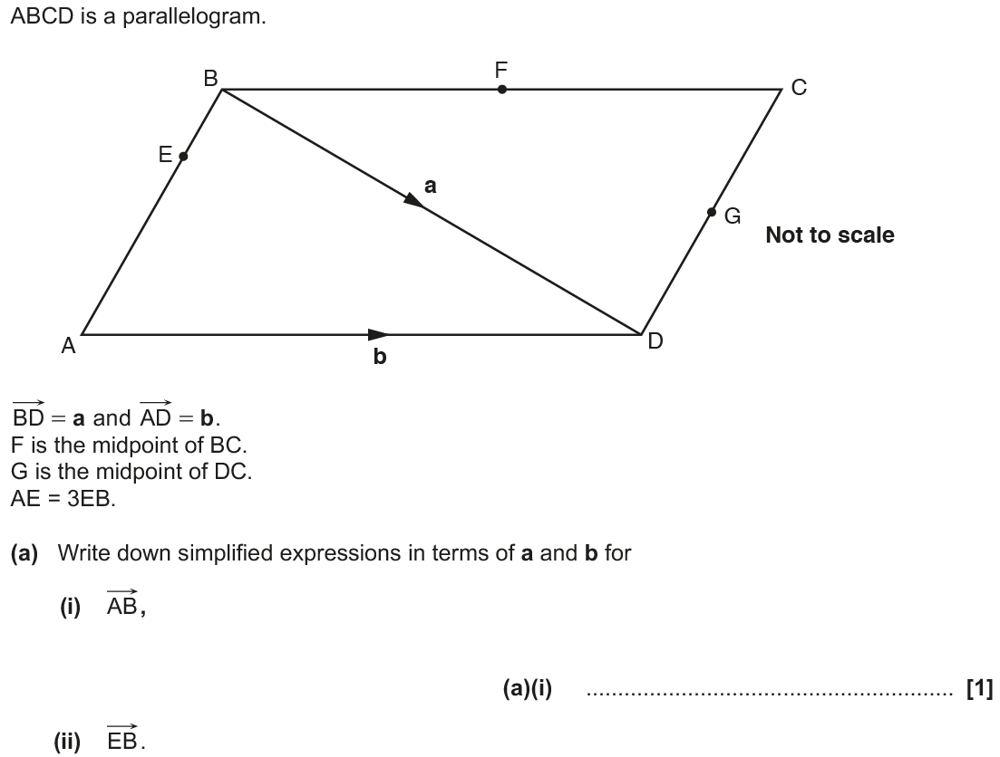 ABCD is a parallelogram.
B
F
C
E
a
G
Not to scale
A
D
b
BD = a and AD = b.
F is the midpoint of BC.
G is the midpoint of DC.
AE = 3EB.
(a) Write down simplified expressions in terms of a and b for
(i) AB,
(a)(i) ........................................................... [1]
(ii) EB.